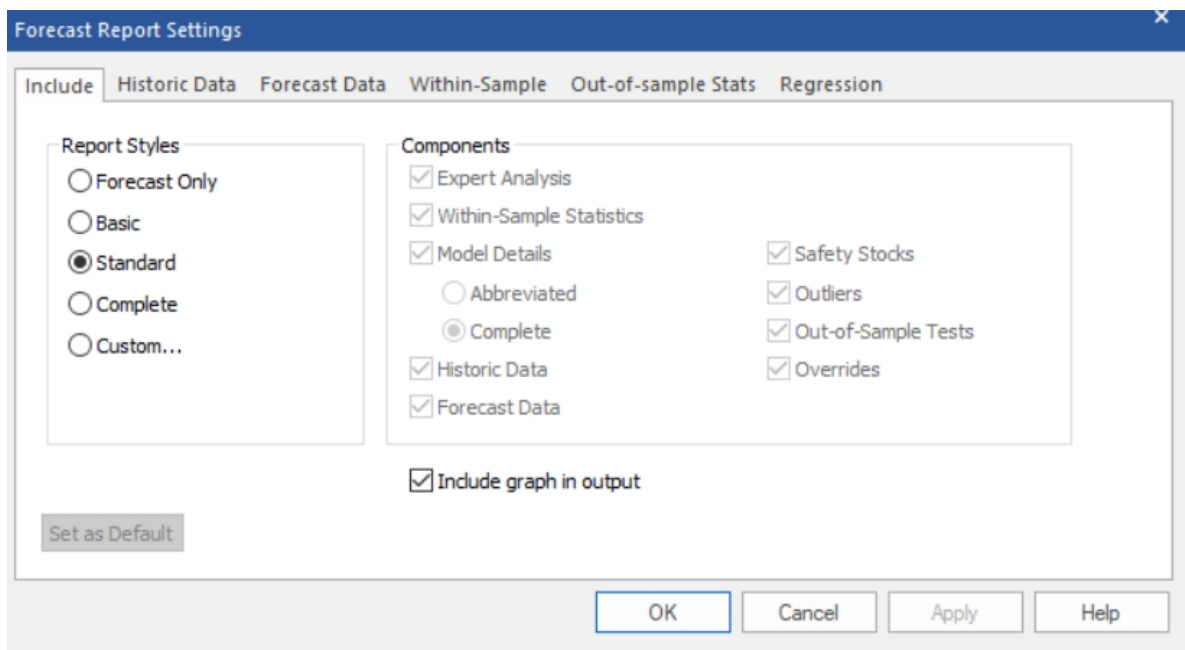 Forecast Report Settings
Include Historic Data Forecast Data Within-Sample Out-of-sample Stats Regression
Report Styles
Forecast Only
Basic
Standard
Complete
Custom...
Components
Expert Analysis
Within-Sample Statistics
Model Details
Abbreviated
Complete
Historic Data
Forecast Data
Safety Stocks
Outliers
Out-of-Sample Tests
Overrides
Include graph in output
Set as Default
OK Cancel Apply Help